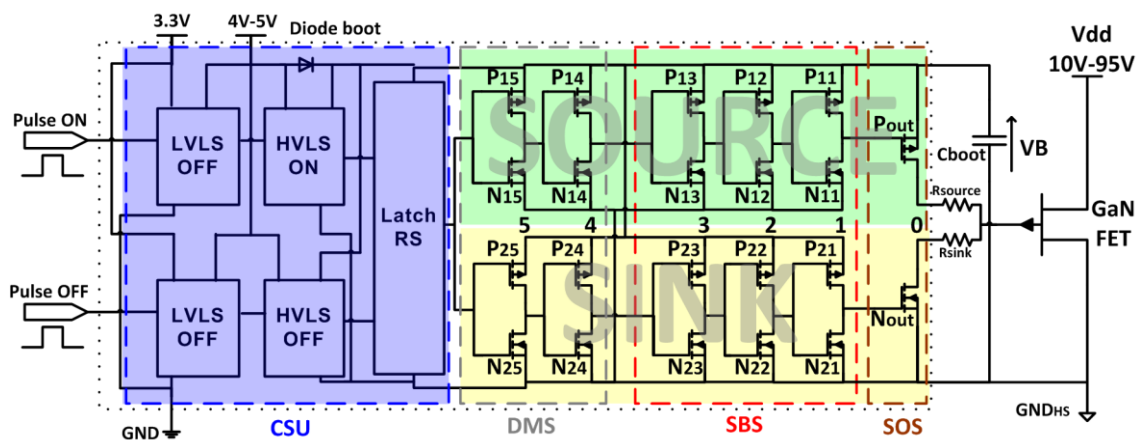 3.3V 4V-5V Diode boot
Vdd
10V-95V
Pulse ON
LVLS
OFF
HVLS
ON
Latch
RS
Pulse OFF
LVLS
OFF
HVLS
OFF
GND
CSU
P15 P14 P13 P12 P11
SOURCE
Pout
N15 N14 N13 N12 N11
5 4 3 2 1 0
P25 P24 P23 P22 P21
SINK
Nout
N25 N24 N23 N22 N21
DMS
SBS
SOS
Cboot
VB
Rsource
Rsink
GaN
FET
GNDHS